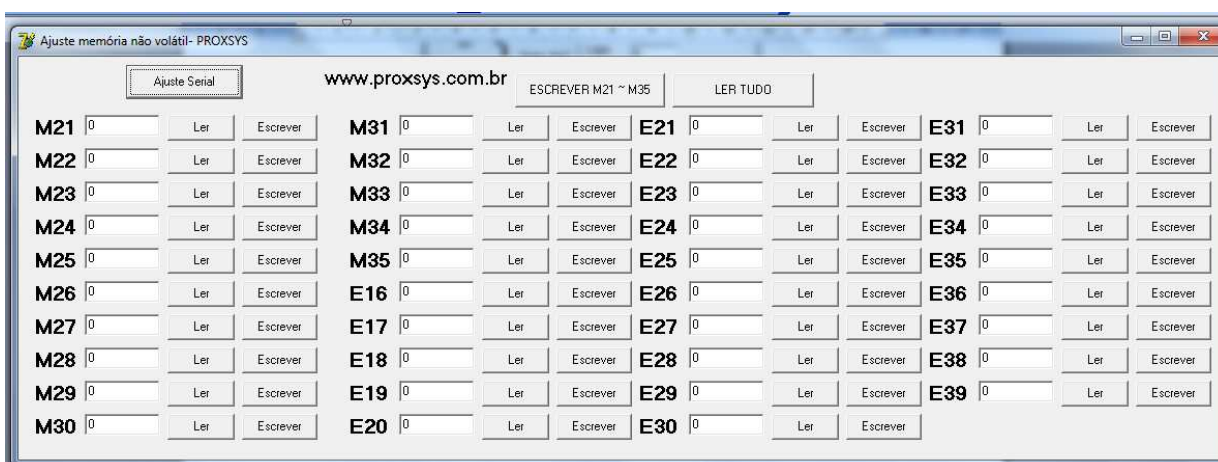 Ajuste memória não volátil- PROXSYS
Ajuste Serial www.proxsys.com.br ESCREVER M21 ~ M35 LER TUDO
M21 0 Ler Escrever M31 0 Ler Escrever E21 0 Ler Escrever E31 0 Ler Escrever
M22 0 Ler Escrever M32 0 Ler Escrever E22 0 Ler Escrever E32 0 Ler Escrever
M23 0 Ler Escrever M33 0 Ler Escrever E23 0 Ler Escrever E33 0 Ler Escrever
M24 0 Ler Escrever M34 0 Ler Escrever E24 0 Ler Escrever E34 0 Ler Escrever
M25 0 Ler Escrever M35 0 Ler Escrever E25 0 Ler Escrever E35 0 Ler Escrever
M26 0 Ler Escrever E16 0 Ler Escrever E26 0 Ler Escrever E36 0 Ler Escrever
M27 0 Ler Escrever E17 0 Ler Escrever E27 0 Ler Escrever E37 0 Ler Escrever
M28 0 Ler Escrever E18 0 Ler Escrever E28 0 Ler Escrever E38 0 Ler Escrever
M29 0 Ler Escrever E19 0 Ler Escrever E29 0 Ler Escrever E39 0 Ler Escrever
M30 0 Ler Escrever E20 0 Ler Escrever E30 0 Ler Escrever